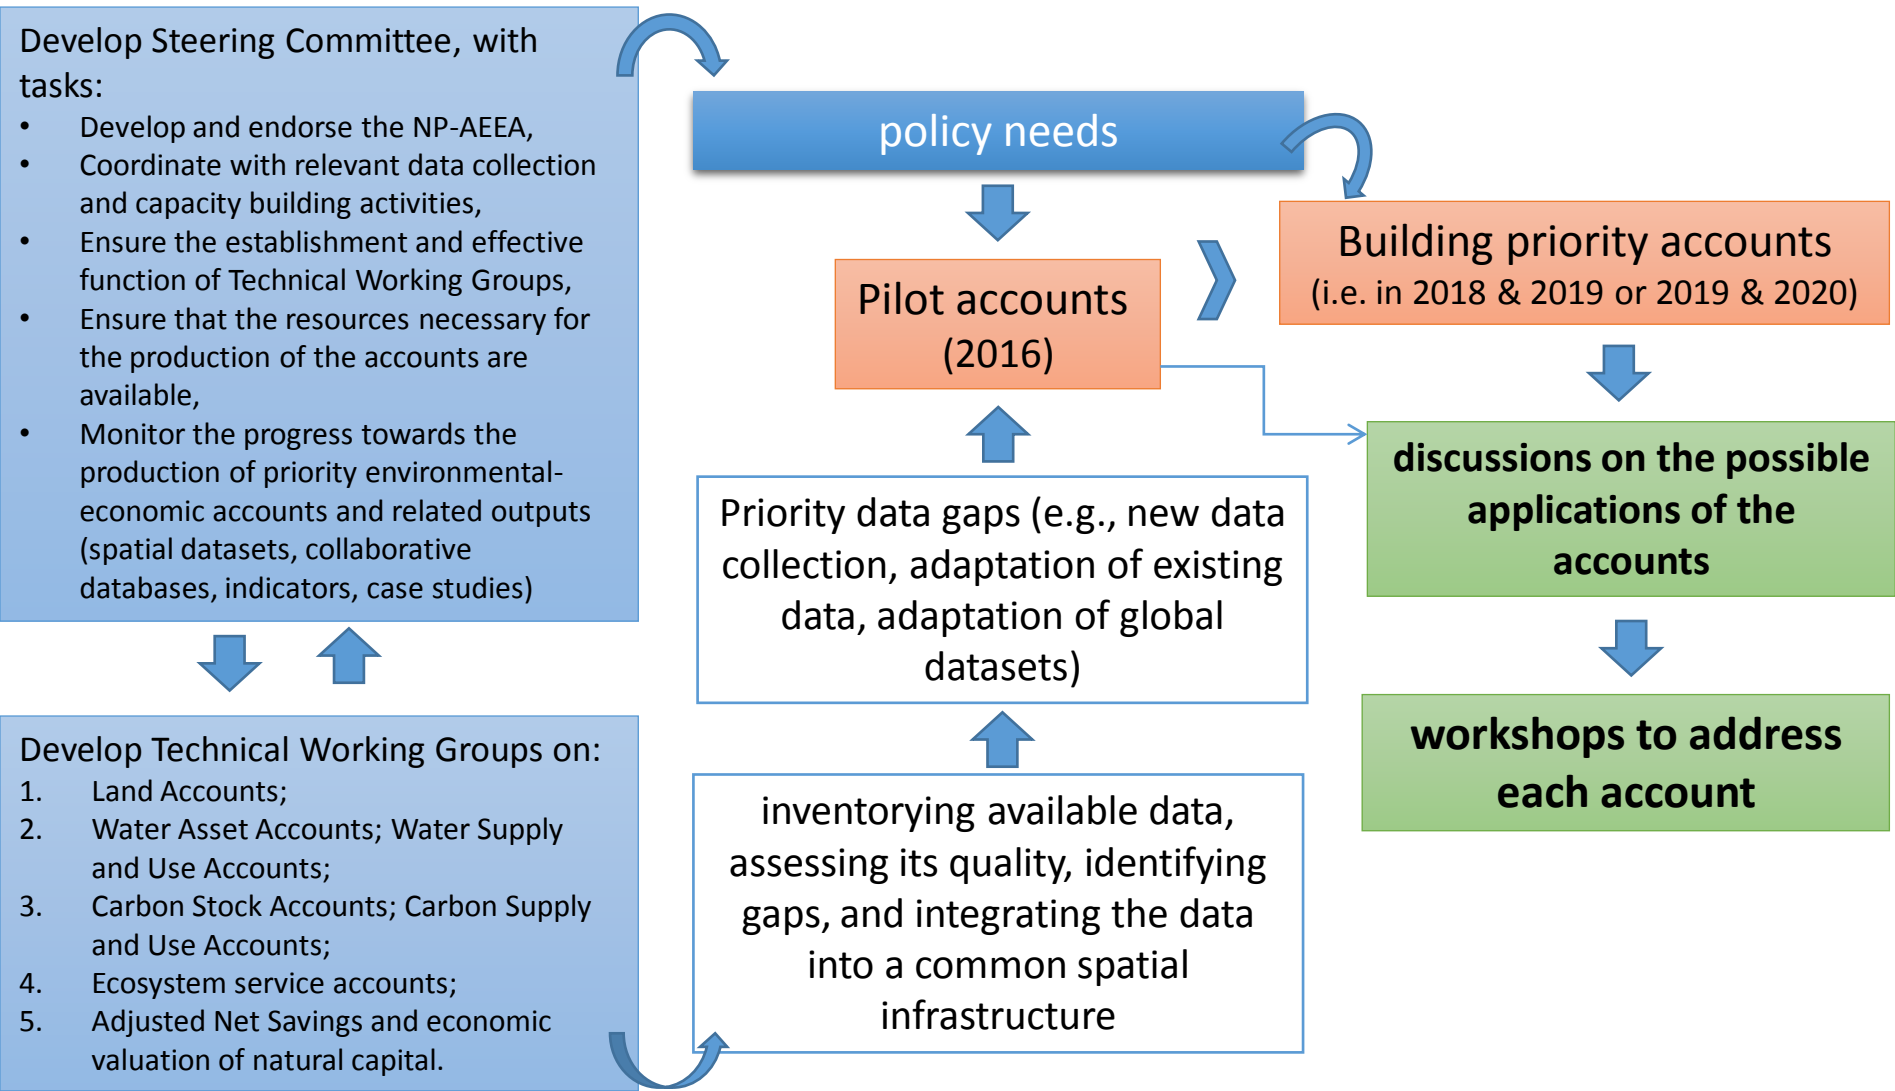 Develop Steering Committee, with
tasks:
• Develop and endorse the NP-AEEA,
• Coordinate with relevant data collection
and capacity building activities,
• Ensure the establishment and effective
function of Technical Working Groups,
• Ensure that the resources necessary for
the production of the accounts are
available,
• Monitor the progress towards the
production of priority environmental-
economic accounts and related outputs
(spatial datasets, collaborative
databases, indicators, case studies)
Develop Technical Working Groups on:
1. Land Accounts;
2. Water Asset Accounts; Water Supply
and Use Accounts;
3. Carbon Stock Accounts; Carbon Supply
and Use Accounts;
4. Ecosystem service accounts;
5. Adjusted Net Savings and economic
valuation of natural capital.
policy needs
Pilot accounts
(2016)
Priority data gaps (e.g., new data
collection, adaptation of existing
data, adaptation of global
datasets)
inventorying available data,
assessing its quality, identifying
gaps, and integrating the data
into a common spatial
infrastructure
Building priority accounts
(i.e. in 2018 & 2019 or 2019 & 2020)
discussions on the possible
applications of the
accounts
workshops to address
each account